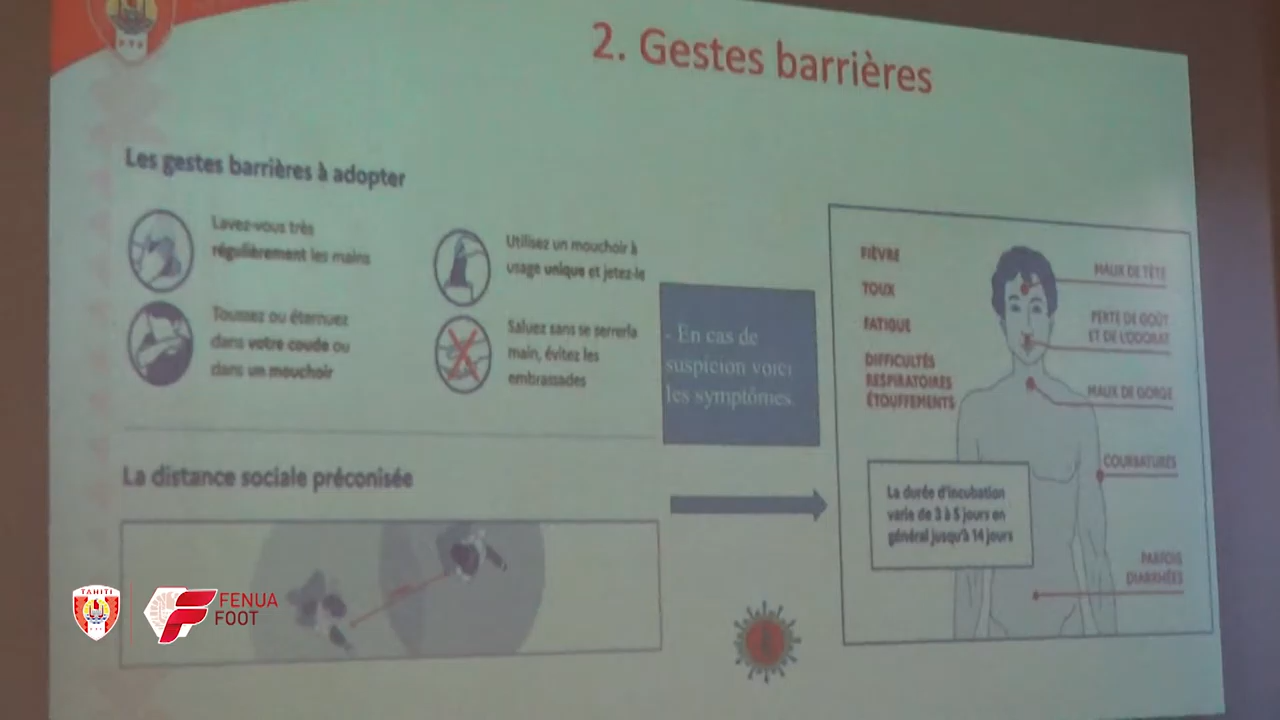 2. Gestes barrières
Les gestes barrières à adopter
Lavez-vous très
régulièrement les mains
Utilisez un mouchoir à
usage unique et jetez-le
Toussez ou éternuez
dans votre coude ou
dans un mouchoir
Saluez sans se serrerla
main, évitez les
embrassades
- En cas de
suspicion voici
les symptômes.
FIÈVRE
TOUX
FATIGUE
DIFFICULTÉS
RESPIRATOIRES
ÉTOUFFEMENTS
MAUX DE TÊTE
PERTE DE GOÛT
ET DE L'ODORAT
MAUX DE GORGE
COURBATURES
PARFOIS
DIARRHÉES
La durée d'incubation
varie de 3 à 5 jours en
général jusqu'à 14 jours
La distance sociale préconisée
TAHITI
FENUA
FOOT